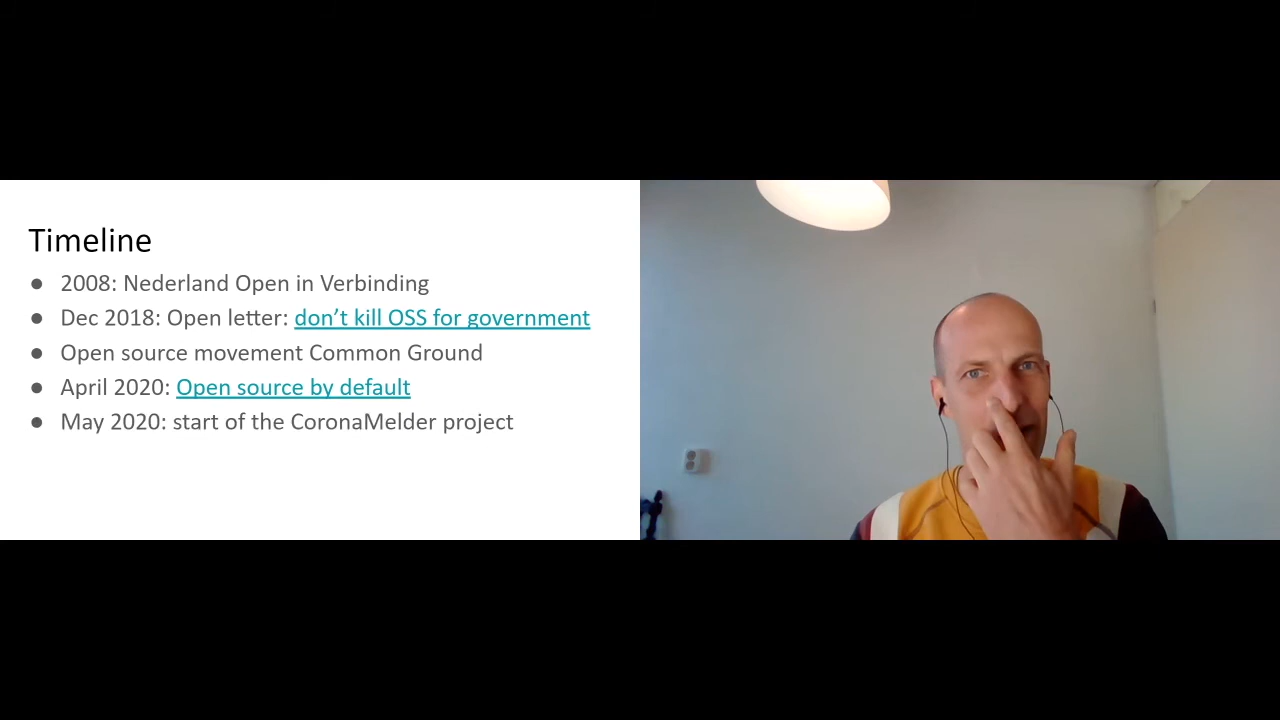 Timeline
● 2008: Nederland Open in Verbinding
● Dec 2018: Open letter: don’t kill OSS for government
● Open source movement Common Ground
● April 2020: Open source by default
● May 2020: start of the CoronaMelder project